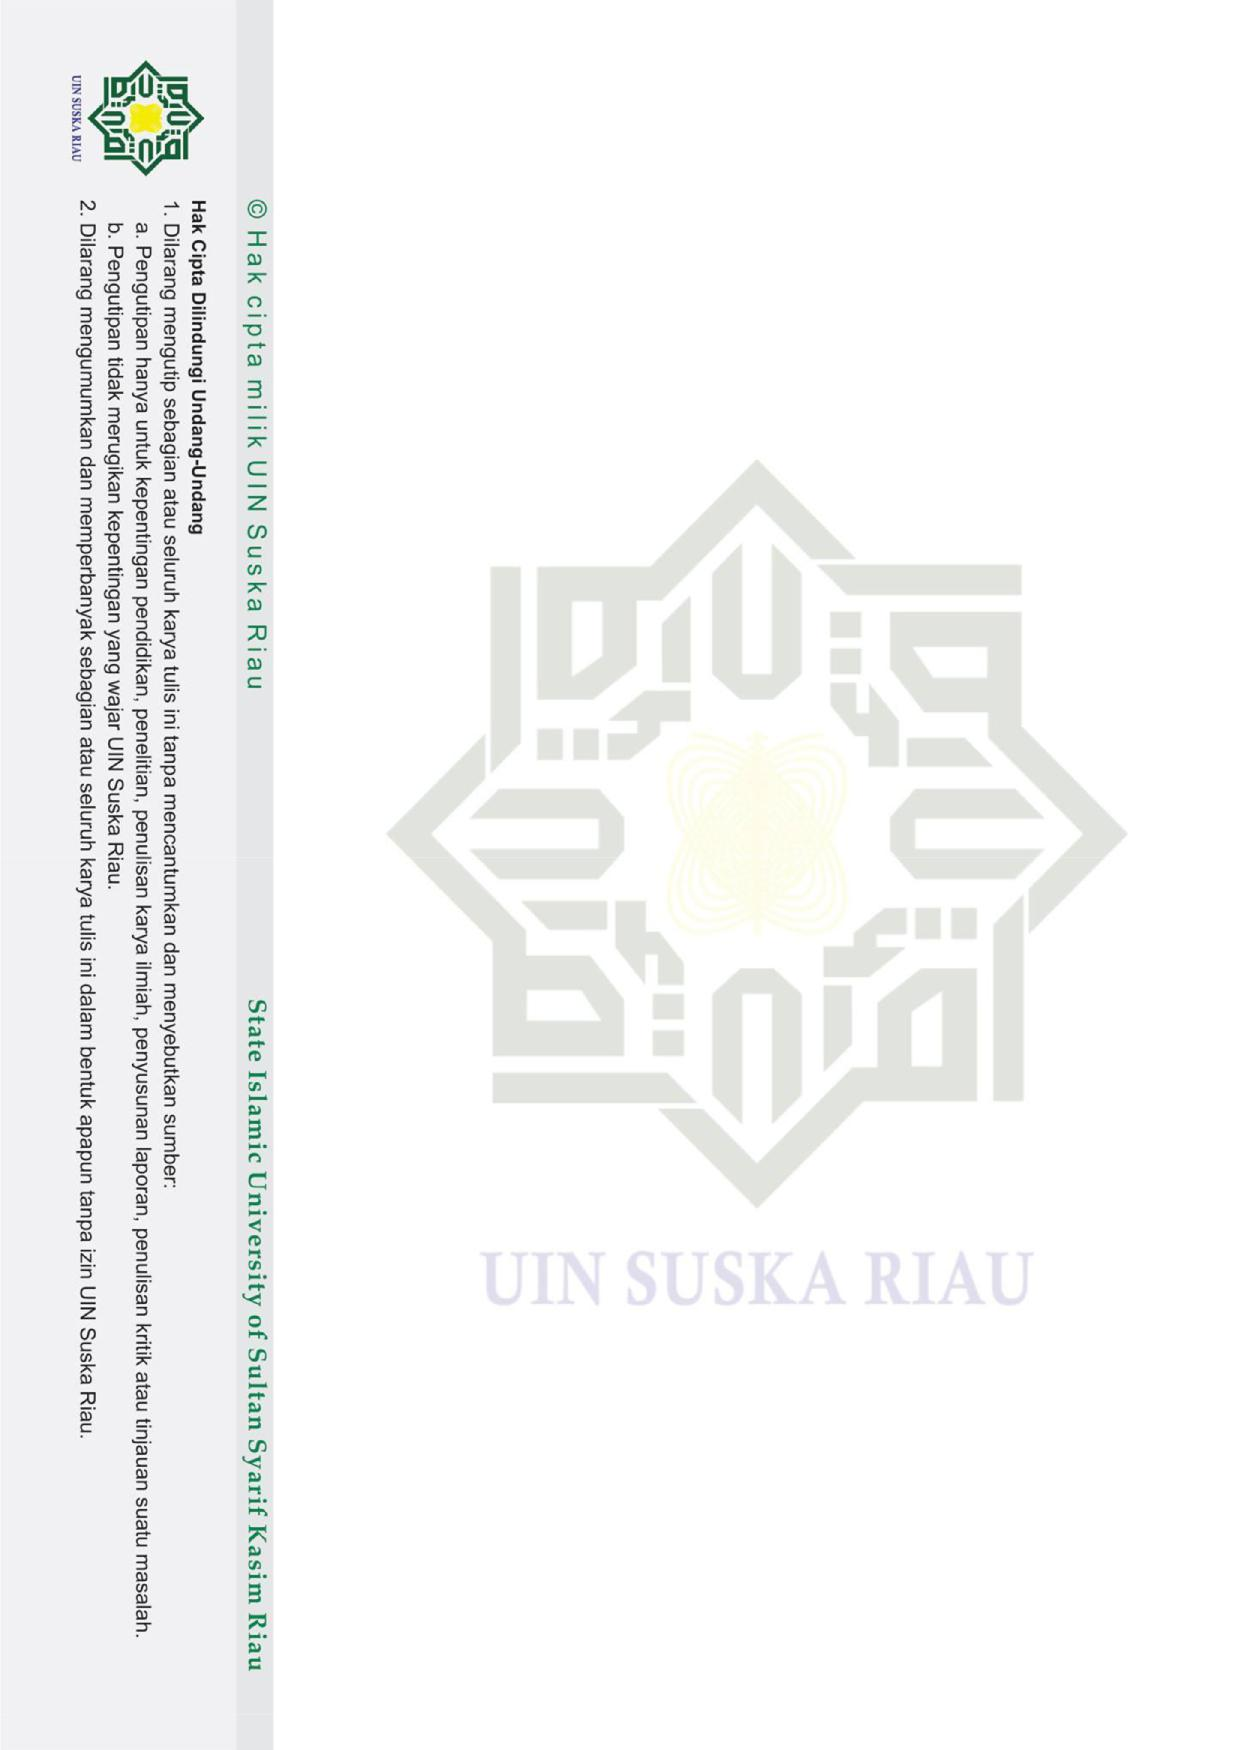 © Hak cipta milik UIN Suska Riau
State Islamic University of Sultan Syarif Kasim Riau
Hak Cipta Dilindungi Undang-Undang
1. Dilarang mengutip sebagian atau seluruh karya tulis ini tanpa mencantumkan dan menyebutkan sumber:
a. Pengutipan hanya untuk kepentingan pendidikan, penelitian, penulisan karya ilmiah, penyusunan laporan, penulisan kritik atau tinjauan suatu masalah.
b. Pengutipan tidak merugikan kepentingan yang wajar UIN Suska Riau.
2. Dilarang mengumumkan dan memperbanyak sebagian atau seluruh karya tulis ini dalam bentuk apapun tanpa izin UIN Suska Riau.
UIN SUSKA RIAU
UIN SUSKA RIAU